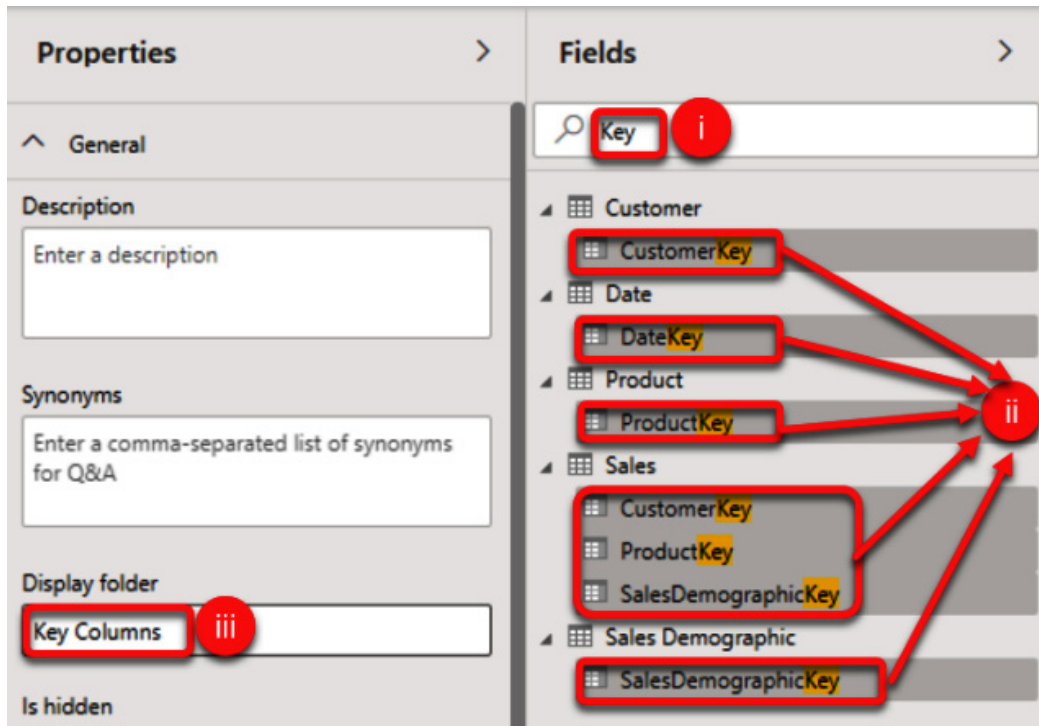 Properties
General
Description
Enter a description
Synonyms
Enter a comma-separated list of synonyms
for Q&A
Display folder
Key Columns
iii
Is hidden
Fields
Key
i
Customer
CustomerKey
Date
DateKey
Product
ProductKey
ii
Sales
CustomerKey
ProductKey
SalesDemographicKey
Sales Demographic
SalesDemographicKey